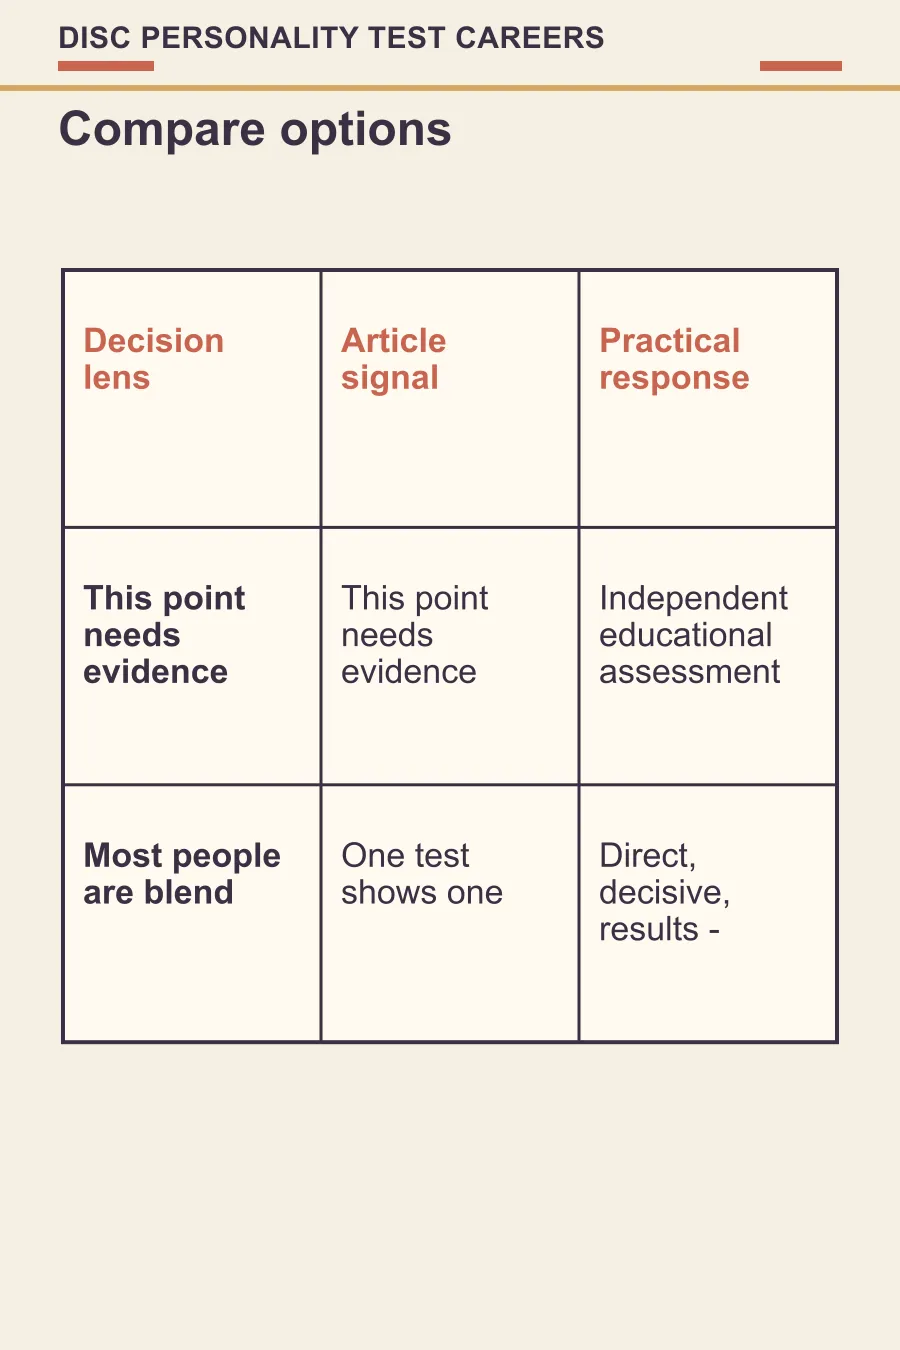 DISC PERSONALITY TEST CAREERS
Compare options
Decision
lens
Article
signal
Practical
response
This point
needs
evidence
This point
needs
evidence
Independent
educational
assessment
Most people
are blend
One test
shows one
Direct,
decisive,
results -